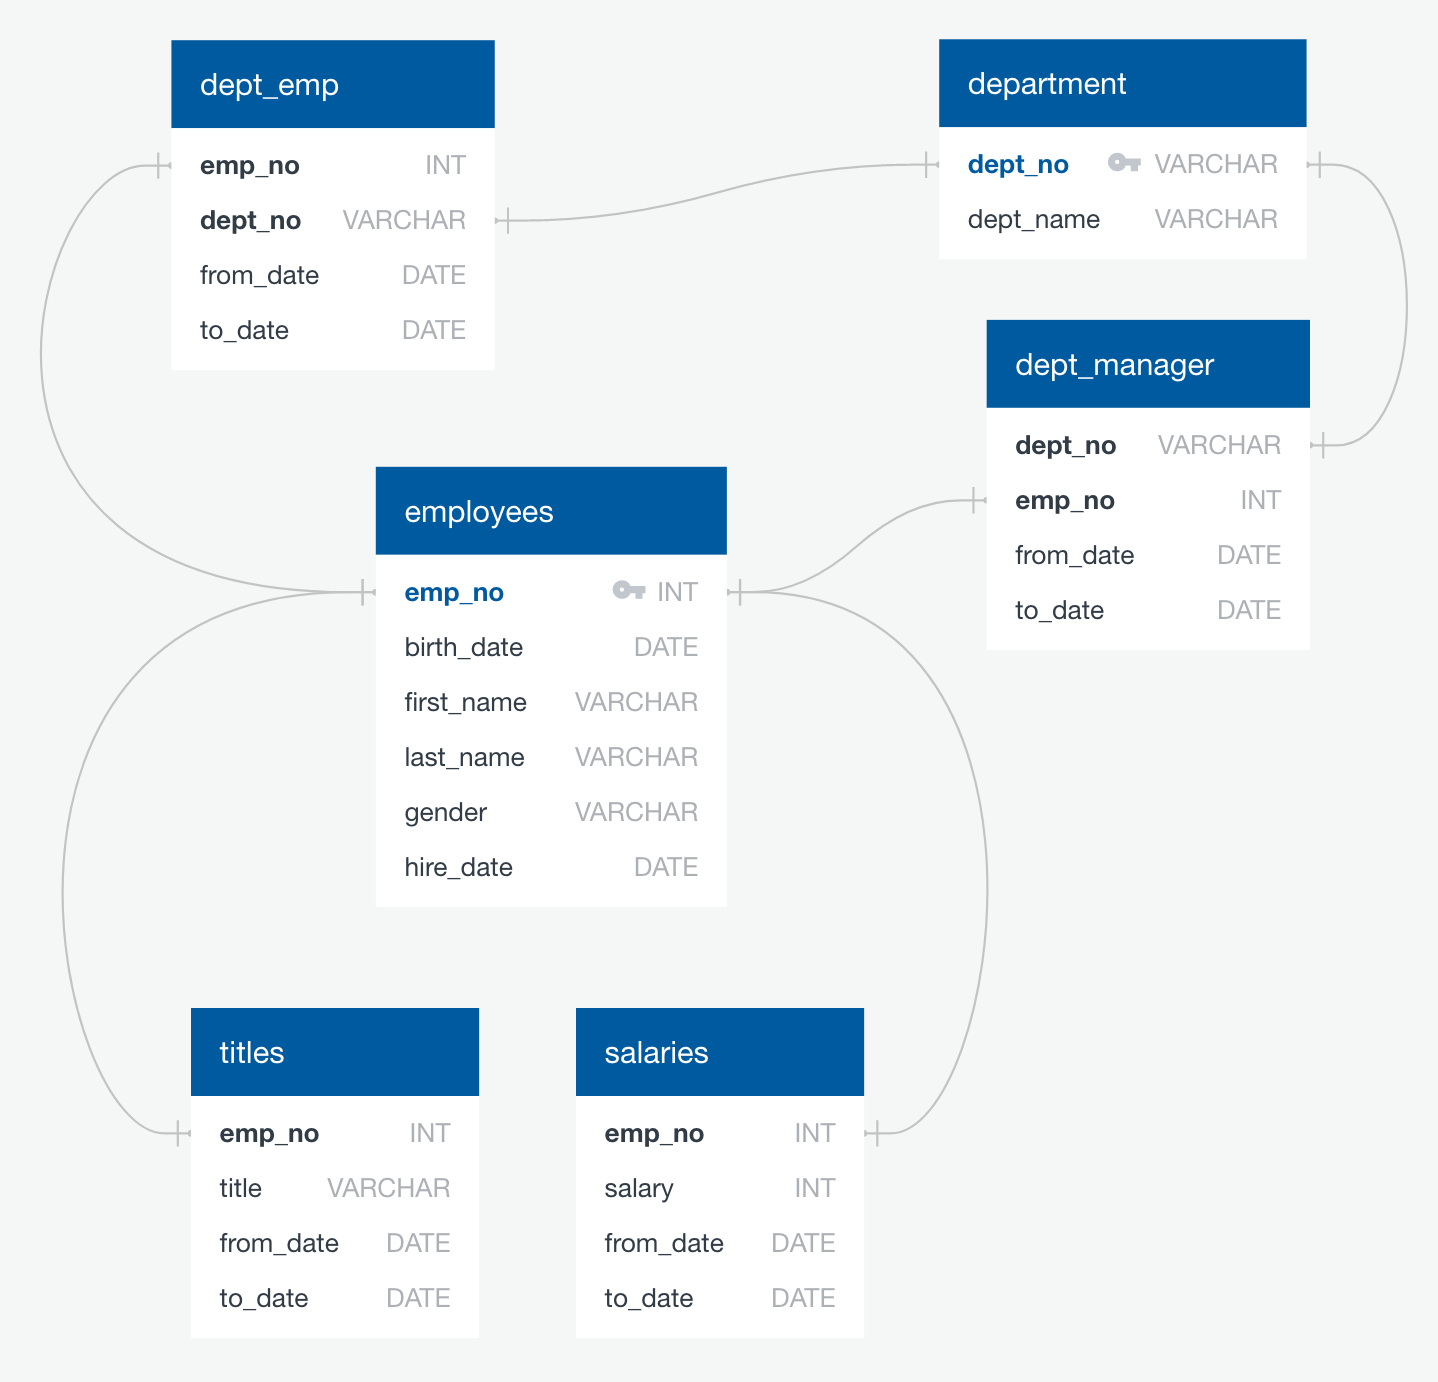 dept_emp
emp_no INT
dept_no VARCHAR
from_date DATE
to_date DATE
department
dept_no VARCHAR
dept_name VARCHAR
dept_manager
dept_no VARCHAR
emp_no INT
from_date DATE
to_date DATE
employees
emp_no INT
birth_date DATE
first_name VARCHAR
last_name VARCHAR
gender VARCHAR
hire_date DATE
titles
emp_no INT
title VARCHAR
from_date DATE
to_date DATE
salaries
emp_no INT
salary INT
from_date DATE
to_date DATE